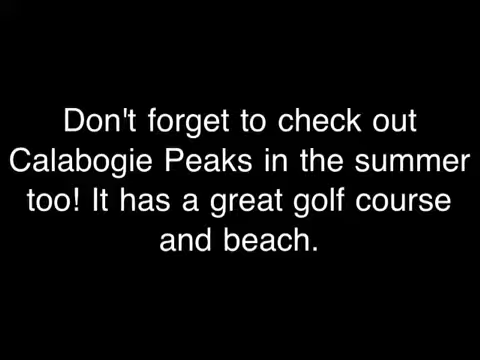 Don't forget to check out
Calabogie Peaks in the summer
too! It has a great golf course
and beach.